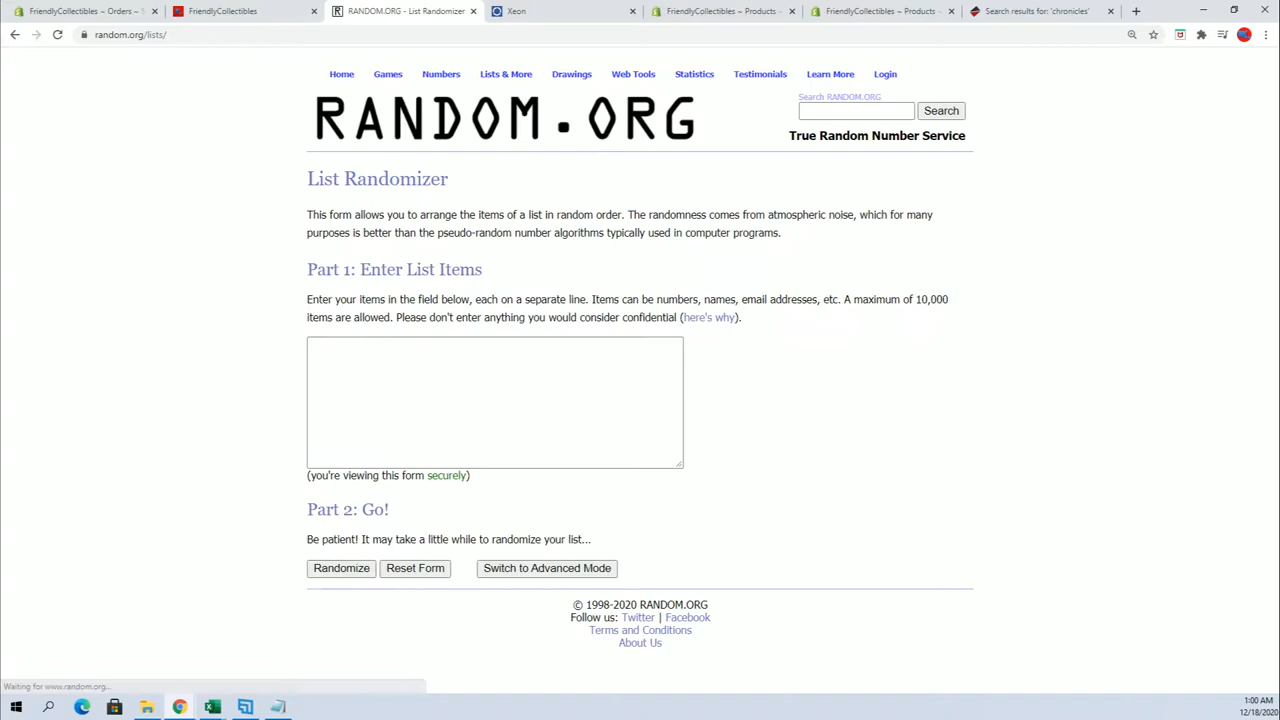 FriendlyCollectibles ~ Orders ~ S
FriendlyCollectibles
RANDOM.ORG - List Randomizer
Xeon
FriendlyCollectibles ~ Products ~
FriendlyCollectibles ~ Products ~
Search results for: 'chronicles'
random.org/lists/
Home Games Numbers Lists & More Drawings Web Tools Statistics Testimonials Learn More Login
RANDOM.ORG
Search RANDOM.ORG
Search
True Random Number Service
List Randomizer
This form allows you to arrange the items of a list in random order. The randomness comes from atmospheric noise, which for many
purposes is better than the pseudo-random number algorithms typically used in computer programs.
Part 1: Enter List Items
Enter your items in the field below, each on a separate line. Items can be numbers, names, email addresses, etc. A maximum of 10,000
items are allowed. Please don't enter anything you would consider confidential (here's why).
(you're viewing this form securely)
Part 2: Go!
Be patient! It may take a little while to randomize your list...
Randomize Reset Form Switch to Advanced Mode
© 1998-2020 RANDOM.ORG
Follow us: Twitter | Facebook
Terms and Conditions
About Us
Waiting for www.random.org...
1:00 AM
12/18/2020